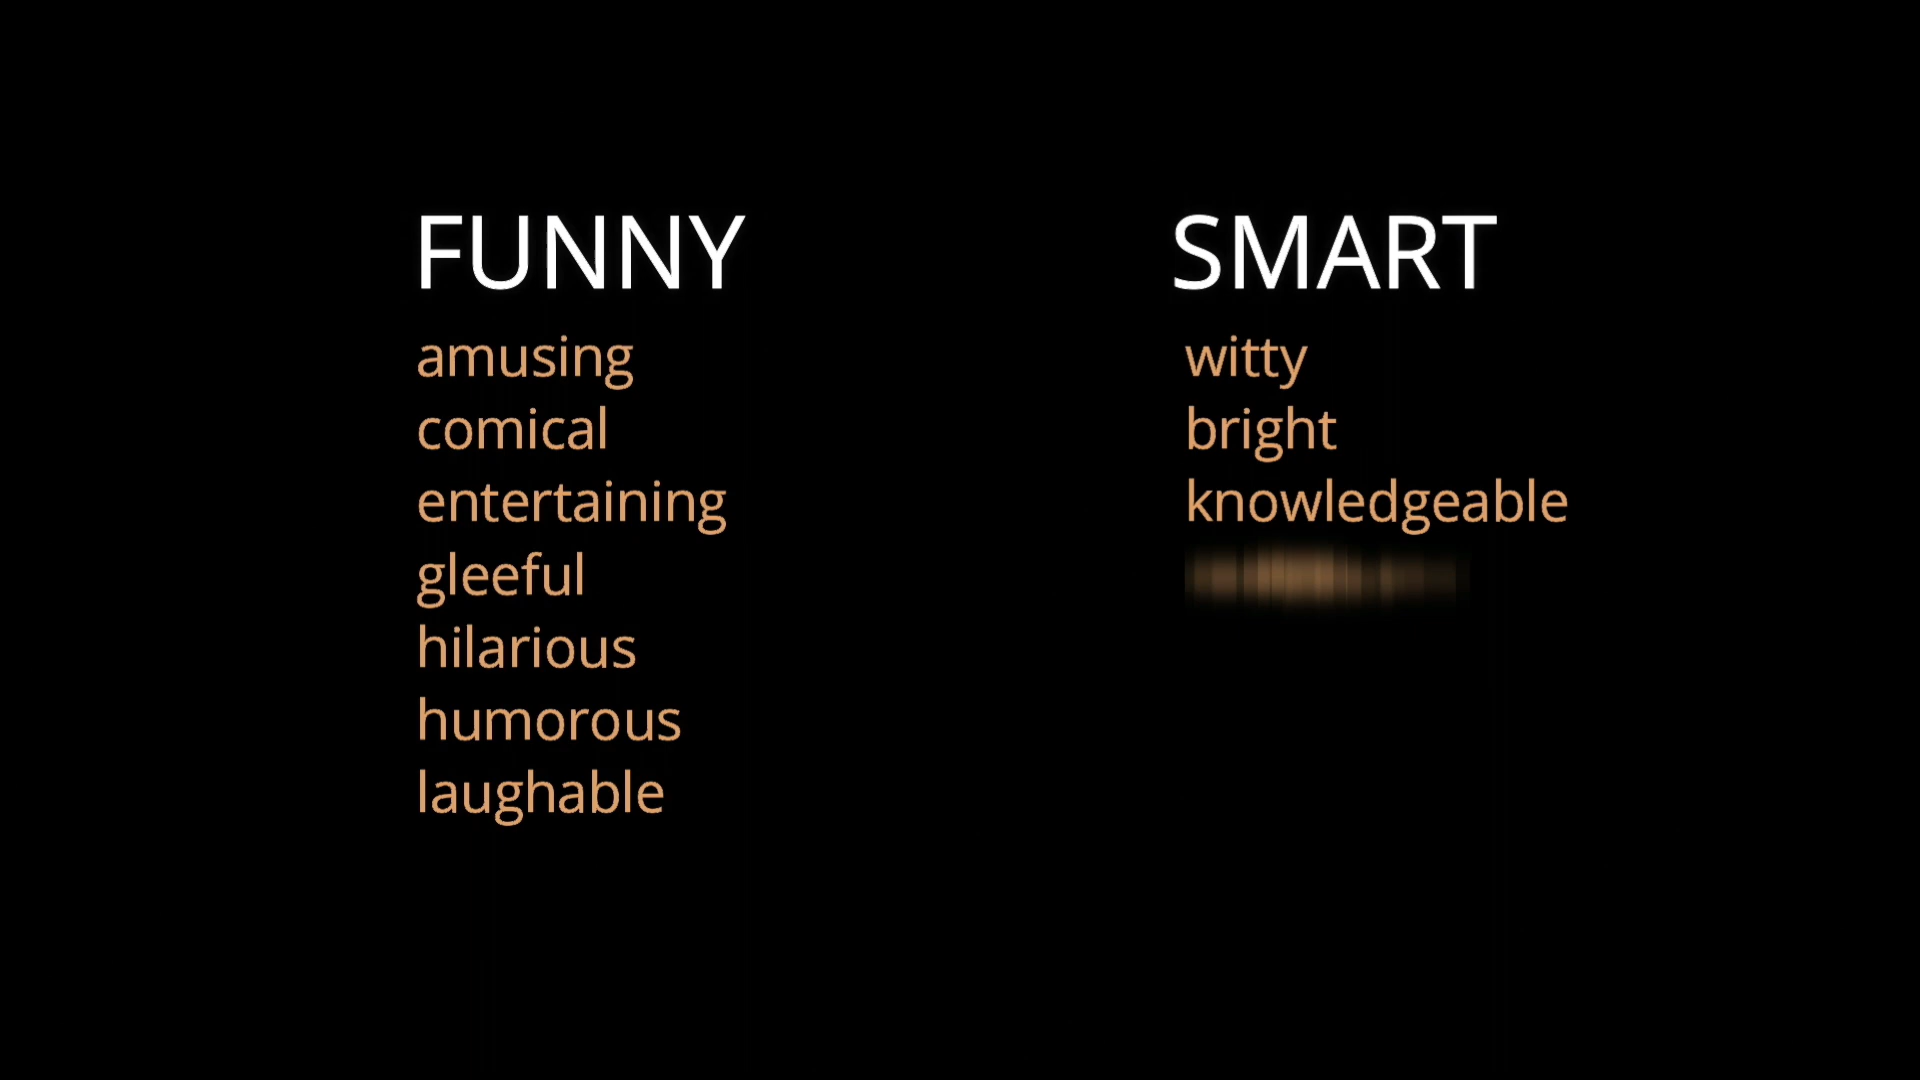 FUNNY
amusing
comical
entertaining
gleeful
hilarious
humorous
laughable
SMART
witty
bright
knowledgeable